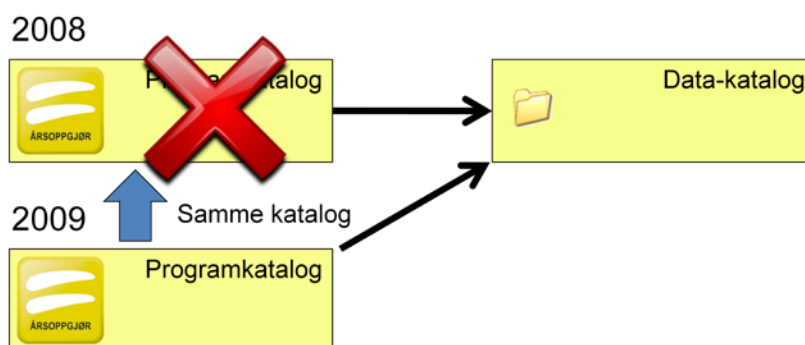 2008
ÅRSOPPGJØR
Data-katalog
2009
Samme katalog
Programkatalog
ÅRSOPPGJØR